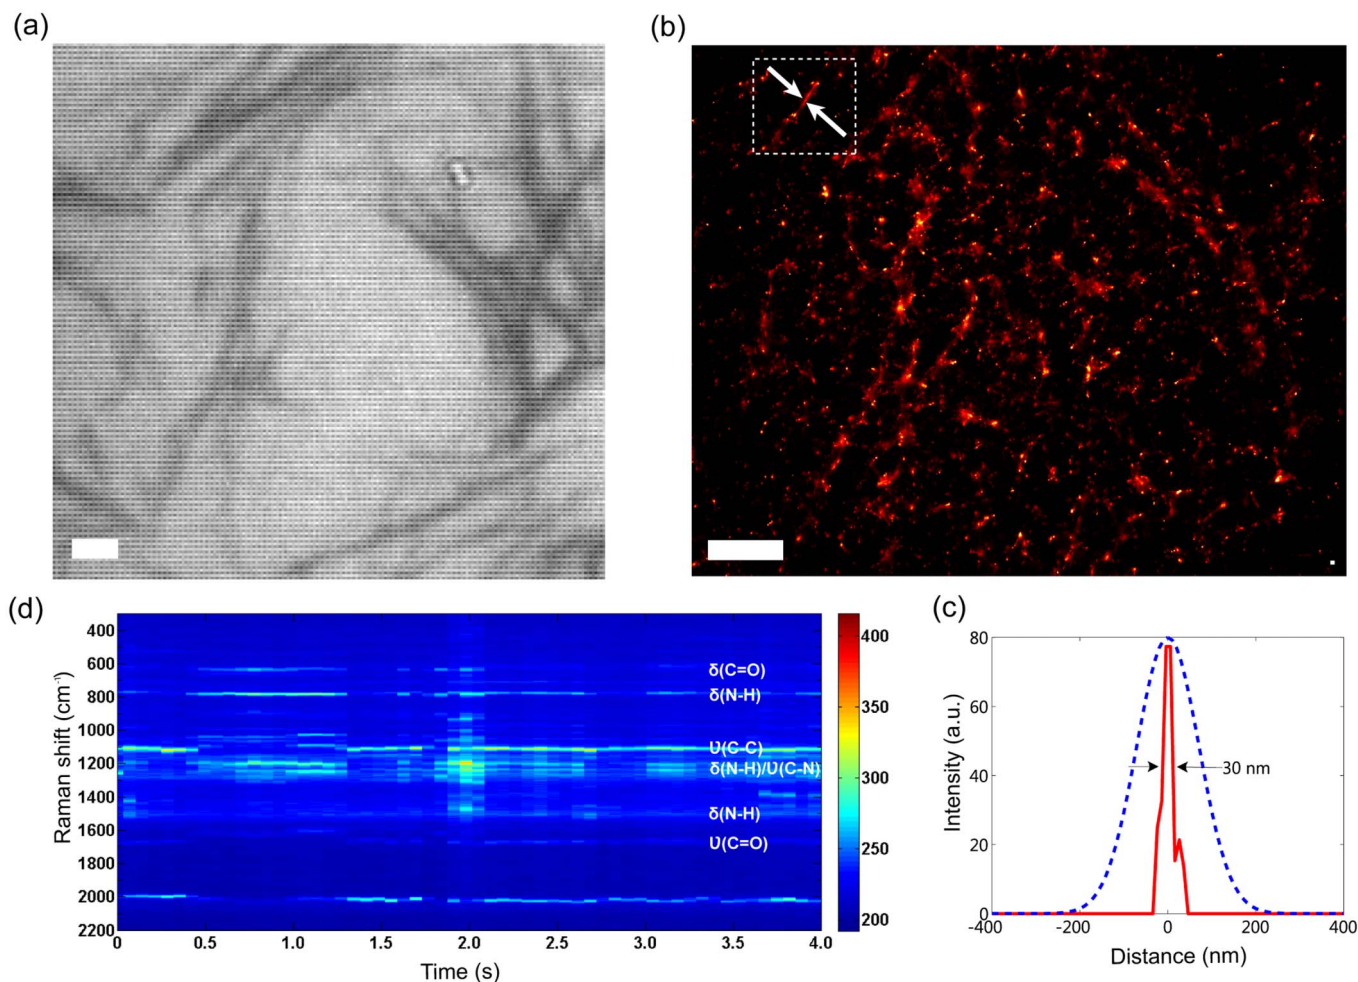 (a)
(b)
(d)
Raman shift (cm⁻¹)
400
600
800
1000
1200
1400
1600
1800
2000
2200
0 0.5 1.0 1.5 2.0 2.5 3.0 3.5 4.0
Time (s)
δ(C=O)
δ(N-H)
υ(C-C)
δ(N-H)/υ(C-N)
δ(N-H)
υ(C=O)
400
350
300
250
200
(c)
Intensity (a.u.)
80
60
40
20
0
30 nm
-400 -200 0 200 400
Distance (nm)